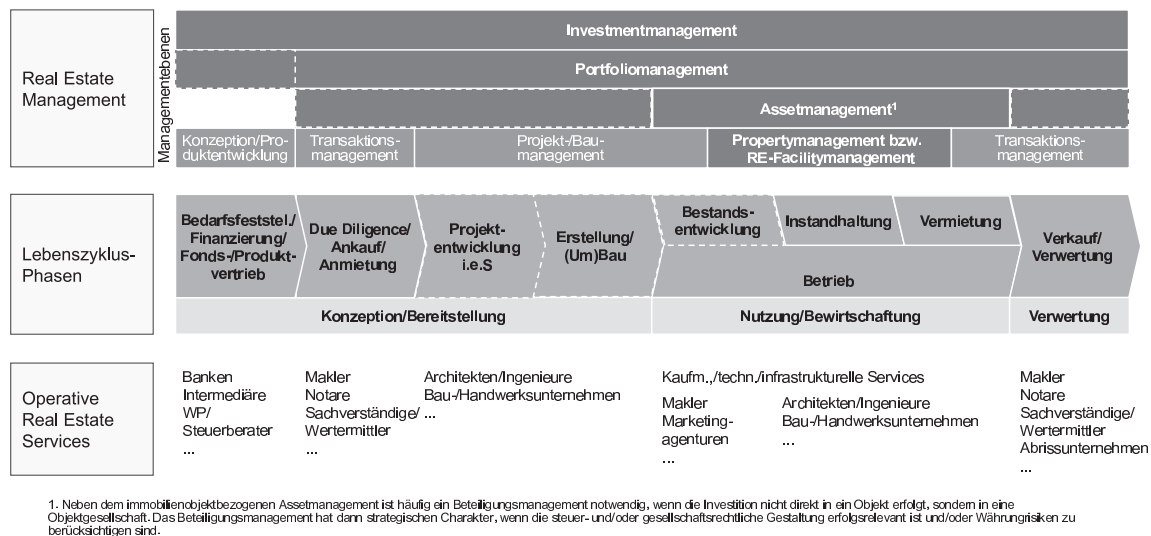 Real Estate
Management
Managementebenen
Investmentmanagement
Portfoliomanagement
Assetmanagement¹
Konzeption/Pro-
duktentwicklung
Transaktions-
management
Projekt-/Bau-
management
Propertymanagement bzw.
RE-Facilitymanagement
Transaktions-
management
Lebenszyklus-
Phasen
Bedarfsfeststel./
Finanzierung/
Fonds-/Produkt-
vertrieb
Due Diligence/
Ankauf/
Anmietung
Projekt-
entwicklung
i.e.S
Erstellung/
(Um)Bau
Bestands-
entwicklung
Instandhaltung
Vermietung
Betrieb
Verkauf/
Verwertung
Konzeption/Bereitstellung
Nutzung/Bewirtschaftung
Verwertung
Operative
Real Estate
Services
Banken
Intermediäre
WP/
Steuerberater
...
Makler
Notare
Sachverständige/
Wertermittler
...
Architekten/Ingenieure
Bau-/Handwerksunternehmen
...
Kaufm.,/techn./infrastrukturelle Services
Makler
Marketing-
agenturen
...
Architekten/Ingenieure
Bau-/Handwerksunternehmen
...
Makler
Notare
Sachverständige/
Wertermittler
Abrissunternehmen
...
1. Neben dem immobilienobjektbezogenen Assetmanagement ist häufig ein Beteiligungsmanagement notwendig, wenn die Investition nicht direkt in ein Objekt erfolgt, sondern in eine
Objektgesellschaft. Das Beteiligungsmanagement hat dann strategischen Charakter, wenn die steuer- und/oder gesellschaftsrechtliche Gestaltung erfolgsrelevant ist und/oder Währungrisiken zu
berücksichtigen sind.